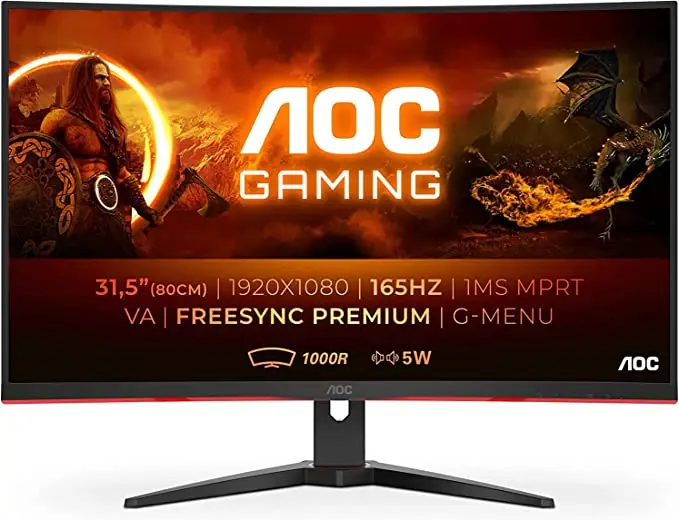 AOC
GAMING
31,5”(80CM) | 1920X1080 | 165HZ | 1MS MPRT
VA | FREESYNC PREMIUM | G-MENU
1000R 5W
AOC
AOC